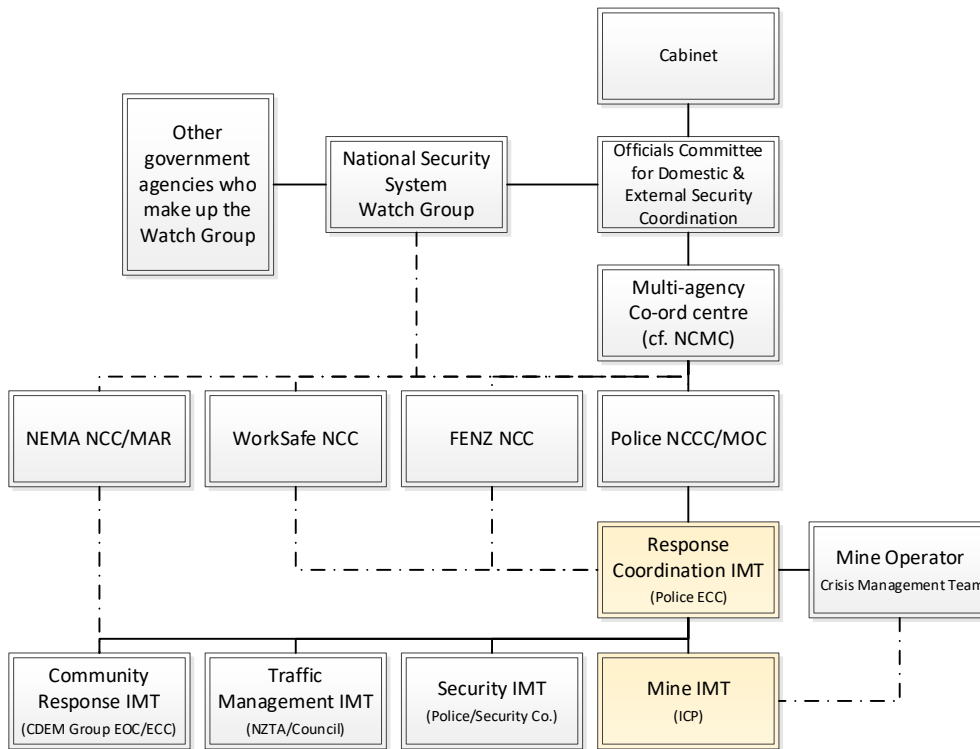 Cabinet
Other
government
agencies who
make up the
Watch Group
National Security
System
Watch Group
Officials Committee
for Domestic &
External Security
Coordination
Multi-agency
Co-ord centre
(cf. NCMC)
NEMA NCC/MAR
WorkSafe NCC
FENZ NCC
Police NCCC/MOC
Response
Coordination IMT
(Police ECC)
Mine Operator
Crisis Management Team
Community
Response IMT
(CDEM Group EOC/ECC)
Traffic
Management IMT
(NZTA/Council)
Security IMT
(Police/Security Co.)
Mine IMT
(ICP)